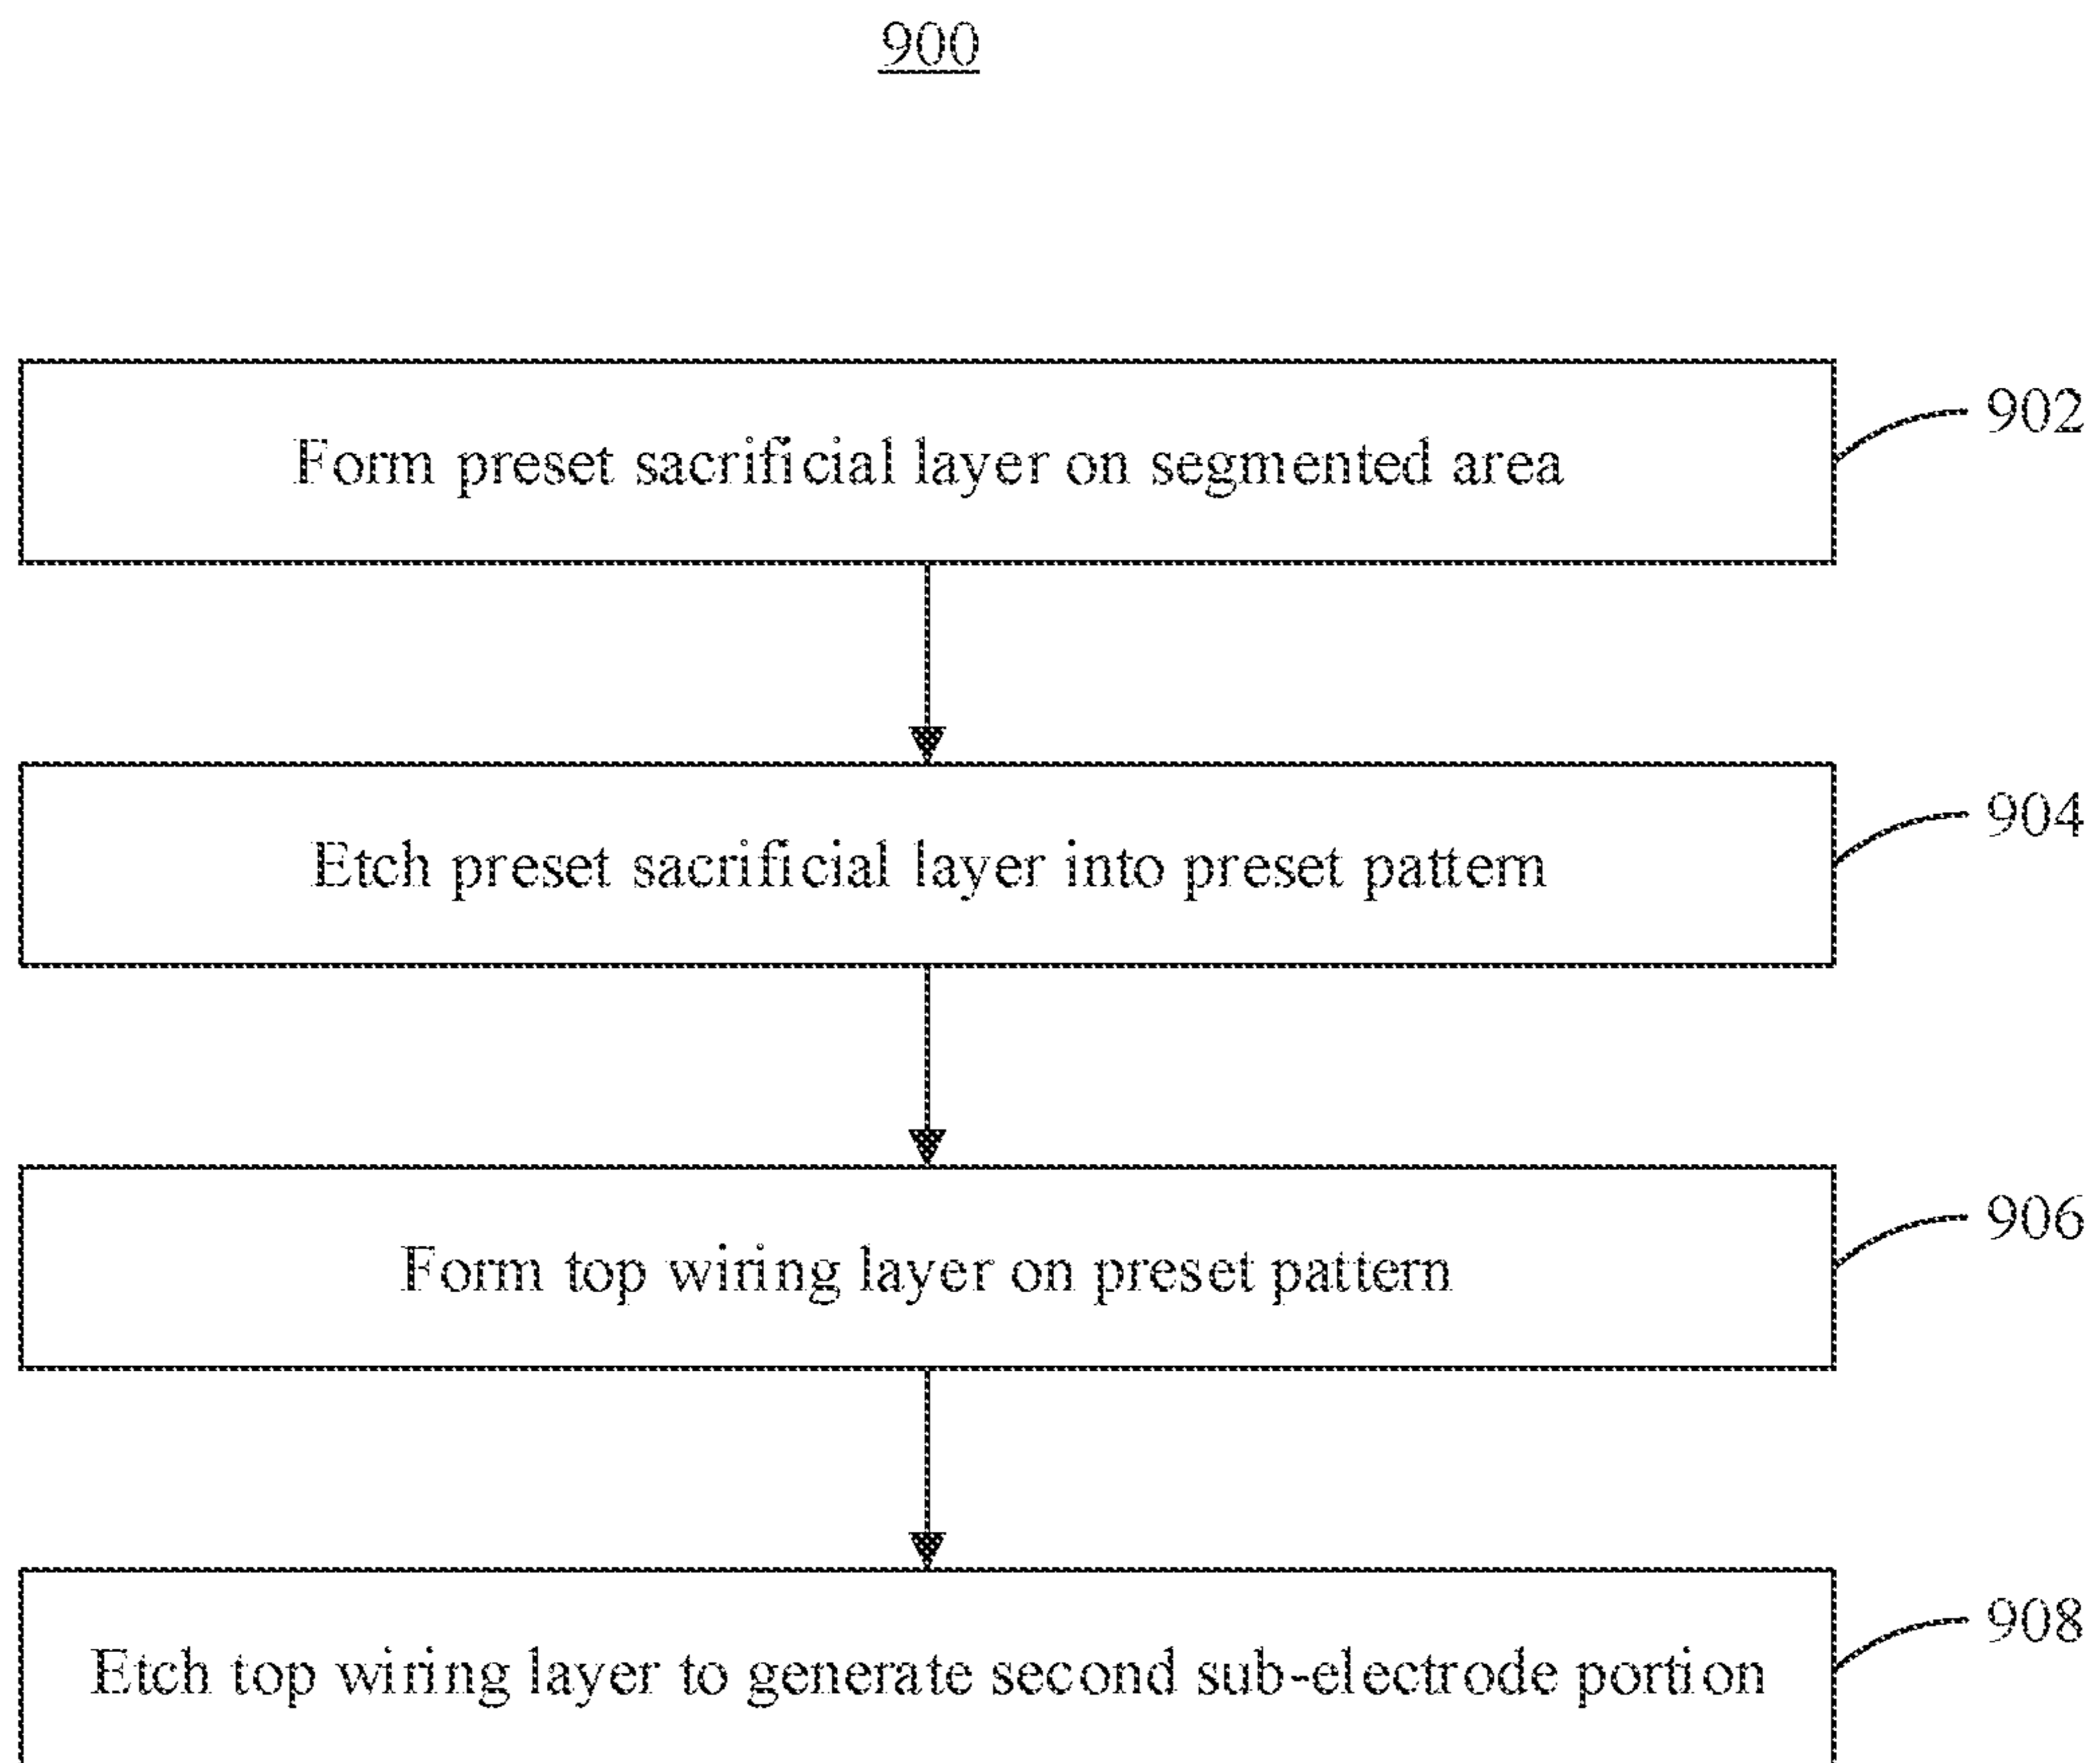 900
Form preset sacrificial layer on segmented area
902
Etch preset sacrificial layer into preset pattern
904
Form top wiring layer on preset pattern
906
Etch top wiring layer to generate second sub-electrode portion
908